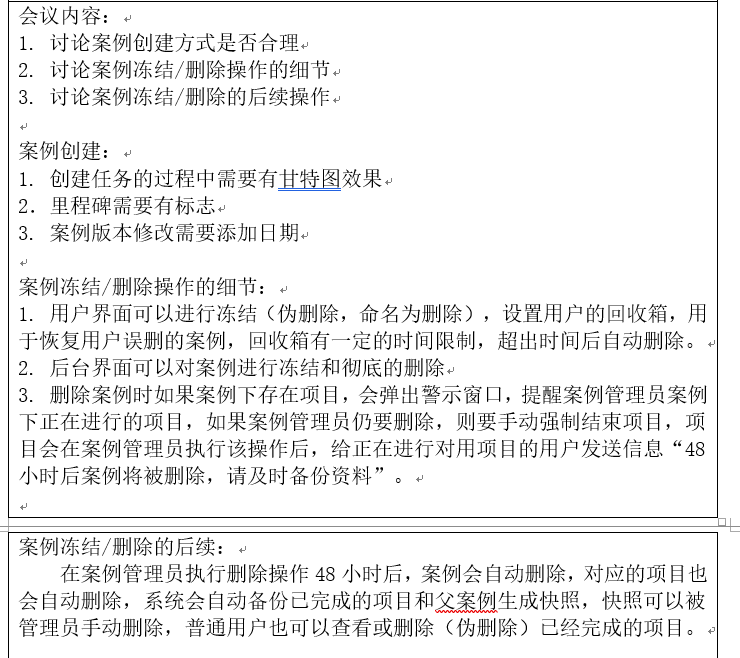 会议内容：
1. 讨论案例创建方式是否合理
2. 讨论案例冻结/删除操作的细节
3. 讨论案例冻结/删除的后续操作
案例创建：
1. 创建任务的过程中需要有甘特图效果
2．里程碑需要有标志
3. 案例版本修改需要添加日期
案例冻结/删除操作的细节：
1. 用户界面可以进行冻结（伪删除，命名为删除），设置用户的回收箱，用
于恢复用户误删的案例，回收箱有一定的时间限制，超出时间后自动删除。
2. 后台界面可以对案例进行冻结和彻底的删除
3. 删除案例时如果案例下存在项目，会弹出警示窗口，提醒案例管理员案例
下正在进行的项目，如果案例管理员仍要删除，则要手动强制结束项目，项
目会在案例管理员执行该操作后，给正在进行对用项目的用户发送信息“48
小时后案例将被删除，请及时备份资料”。
案例冻结/删除的后续：
在案例管理员执行删除操作 48 小时后，案例会自动删除，对应的项目也
会自动删除，系统会自动备份已完成的项目和父案例生成快照，快照可以被
管理员手动删除，普通用户也可以查看或删除（伪删除）已经完成的项目。